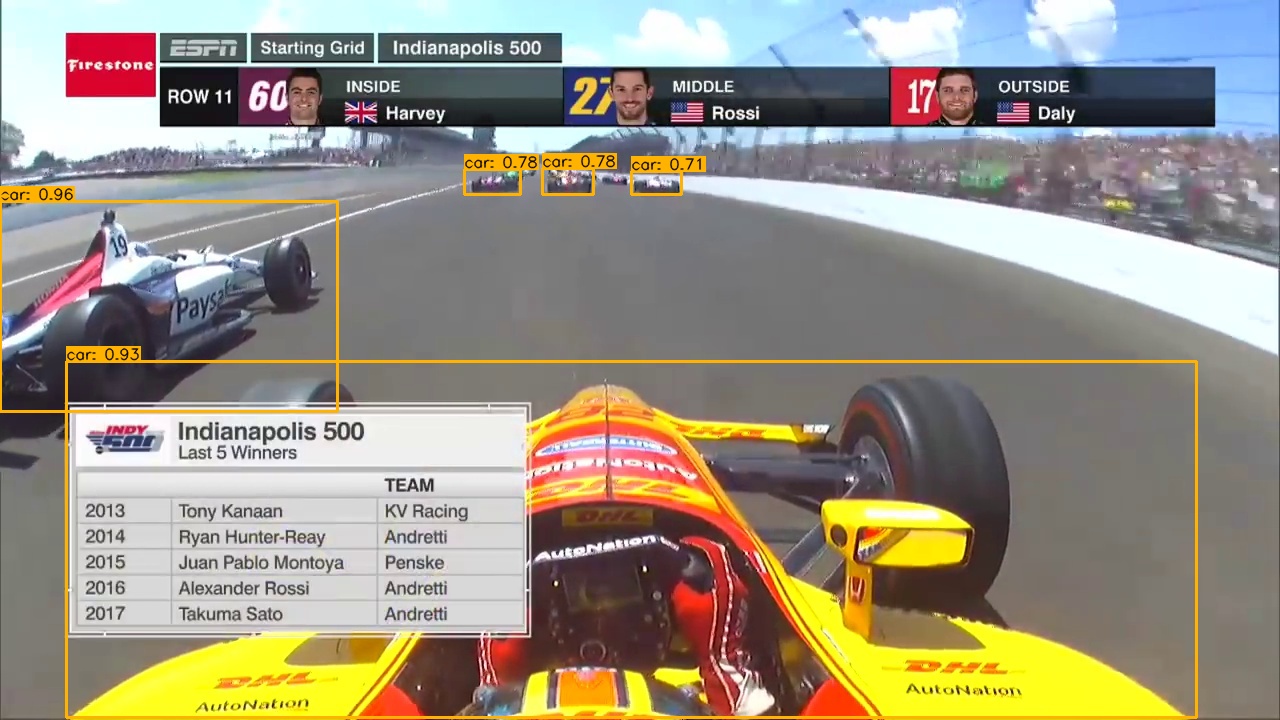 Firestone
ESPN
Starting Grid
Indianapolis 500
ROW 11
60
INSIDE
Harvey
27
MIDDLE
Rossi
17
OUTSIDE
Daly
car: 0.78
car: 0.78
car: 0.71
car: 0.96
19
Paysaf
car: 0.93
INDY
500
Indianapolis 500
Last 5 Winners
TEAM
2013 Tony Kanaan KV Racing
2014 Ryan Hunter-Reay Andretti
2015 Juan Pablo Montoya Penske
2016 Alexander Rossi Andretti
2017 Takuma Sato Andretti
DHL
AutoNation
DHL
AutoNation
DHL
AutoNation